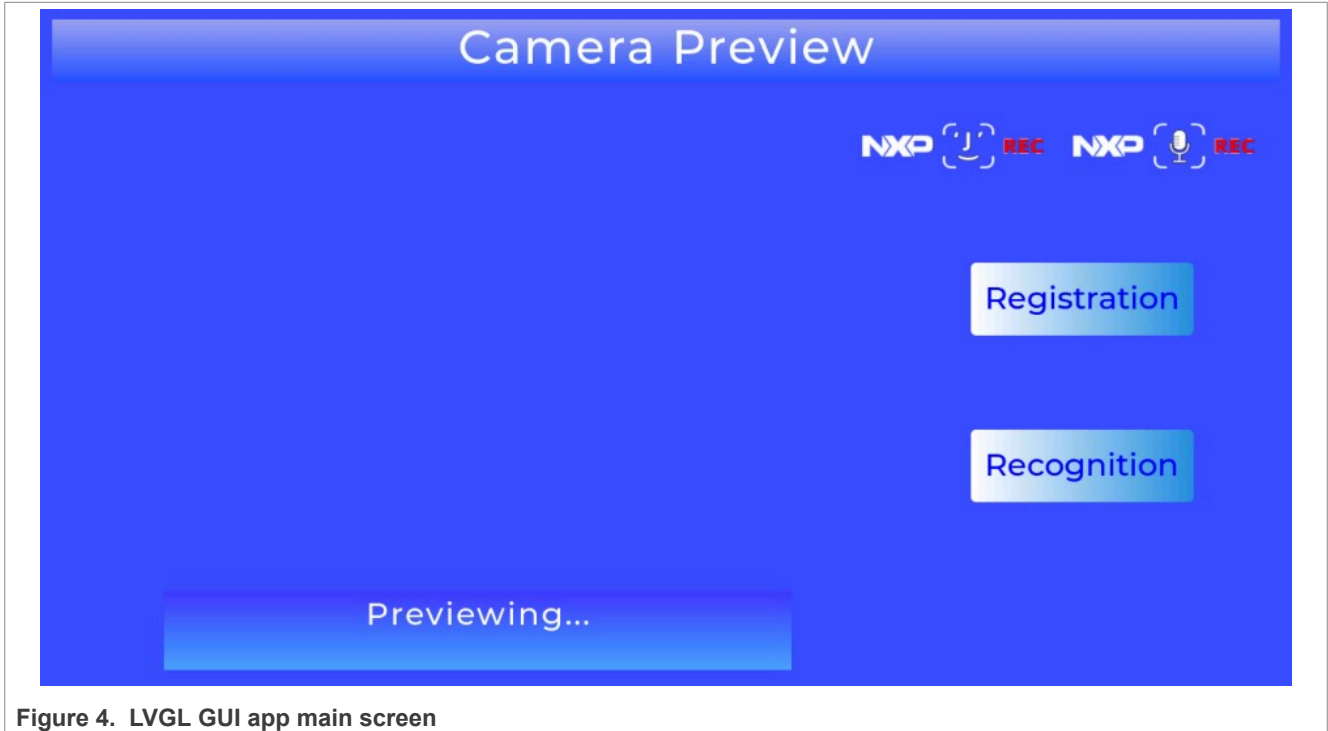 Camera Preview
NXP REC NXP REC
Registration
Recognition
Previewing...
Figure 4. LVGL GUI app main screen